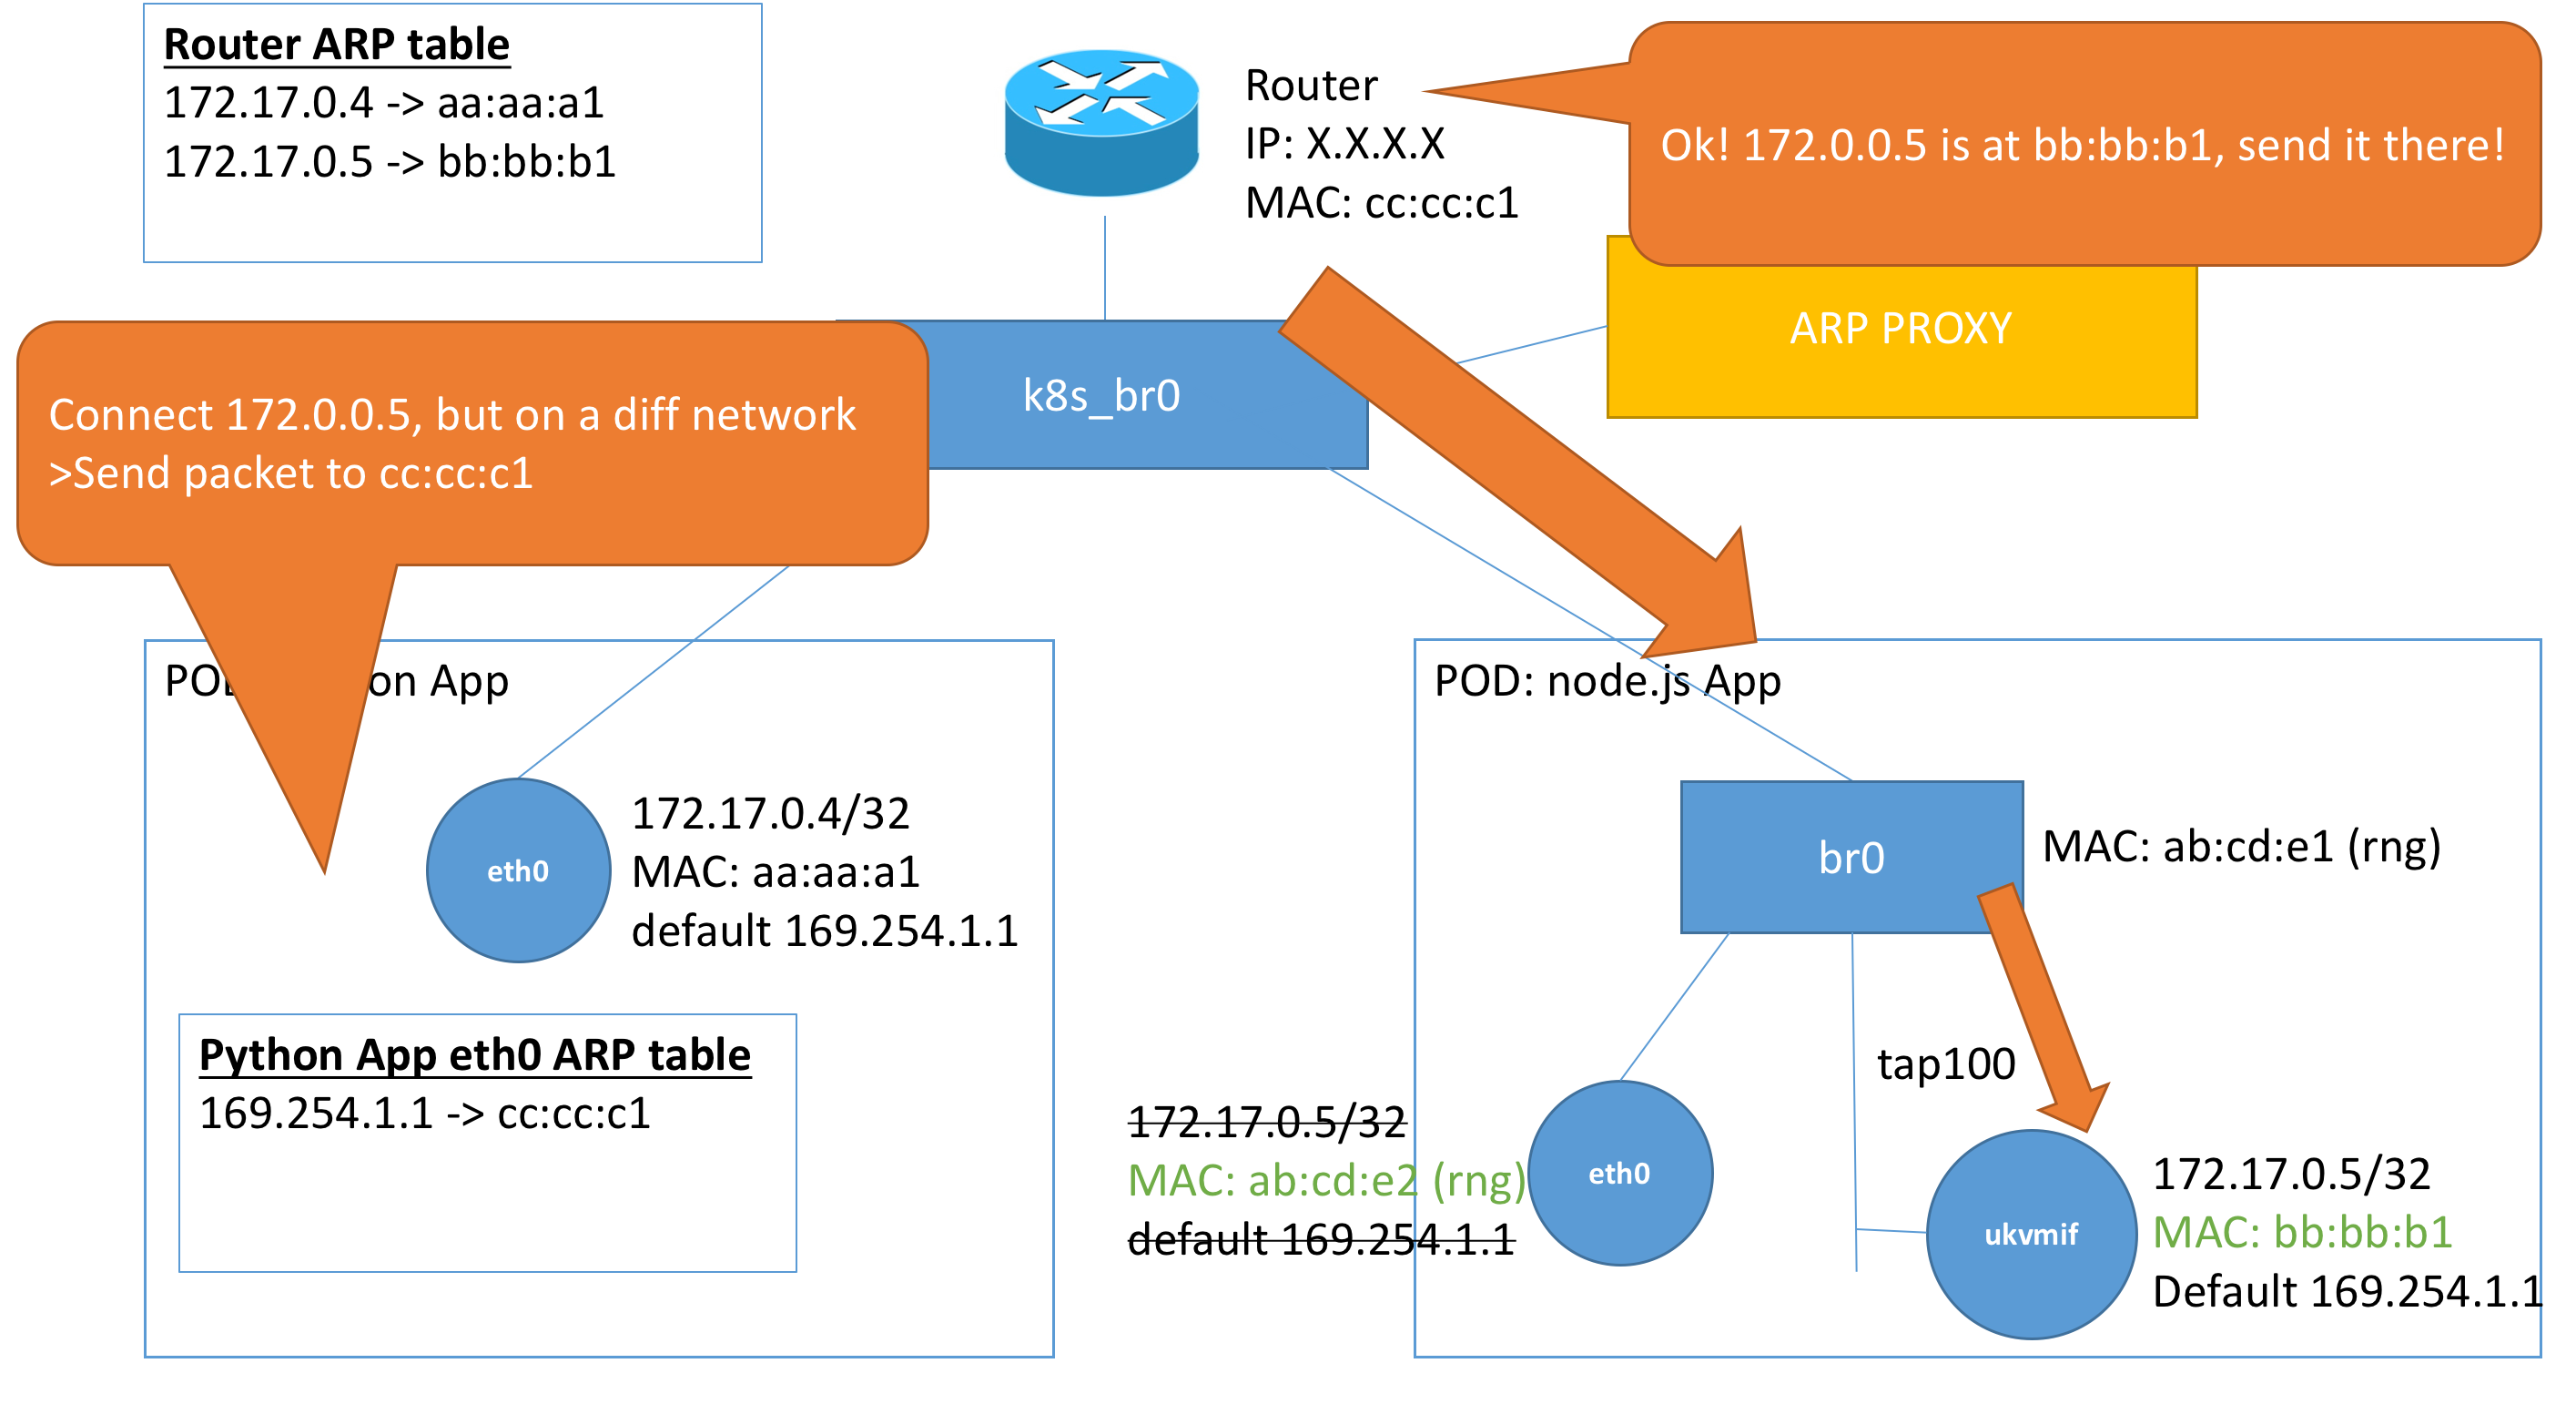 Router ARP table
172.17.0.4 -> aa:aa:a1
172.17.0.5 -> bb:bb:b1
Router
IP: X.X.X.X
MAC: cc:cc:c1
Ok! 172.0.0.5 is at bb:bb:b1, send it there!
ARP PROXY
k8s_br0
Connect 172.0.0.5, but on a diff network
>Send packet to cc:cc:c1
App
eth0
172.17.0.4/32
MAC: aa:aa:a1
default 169.254.1.1
Python App eth0 ARP table
169.254.1.1 -> cc:cc:c1
POD: node.js App
br0
MAC: ab:cd:e1 (rng)
tap100
172.17.0.5/32
MAC: ab:cd:e2 (rng)
default 169.254.1.1
eth0
ukvmif
172.17.0.5/32
MAC: bb:bb:b1
Default 169.254.1.1